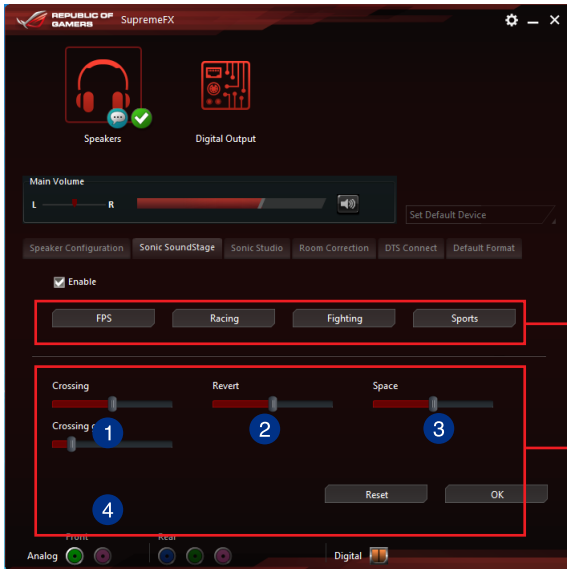 REPUBLIC OF
GAMERS
SupremeFX
Speakers
Digital Output
Main Volume
L
R
Set Default Device
Speaker Configuration Sonic SoundStage Sonic Studio Room Correction DTS Connect Default Format
Enable
FPS Racing Fighting Sports
Crossing Revert Space
1 2 3
Crossing
4
Reset OK
Front Rear
Analog Digital